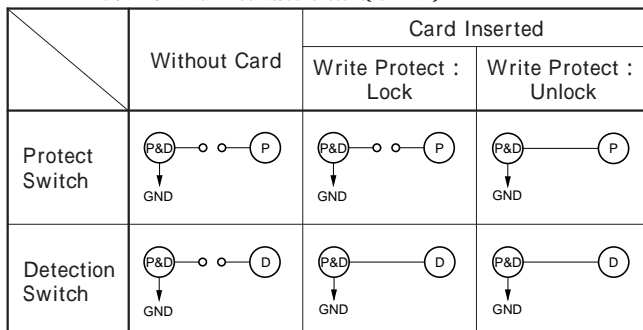 Card Inserted
Without Card
Write Protect :
Lock
Write Protect :
Unlock
Protect
Switch
P&D P
GND
P&D P
GND
P&D P
GND
Detection
Switch
P&D D
GND
P&D D
GND
P&D D
GND